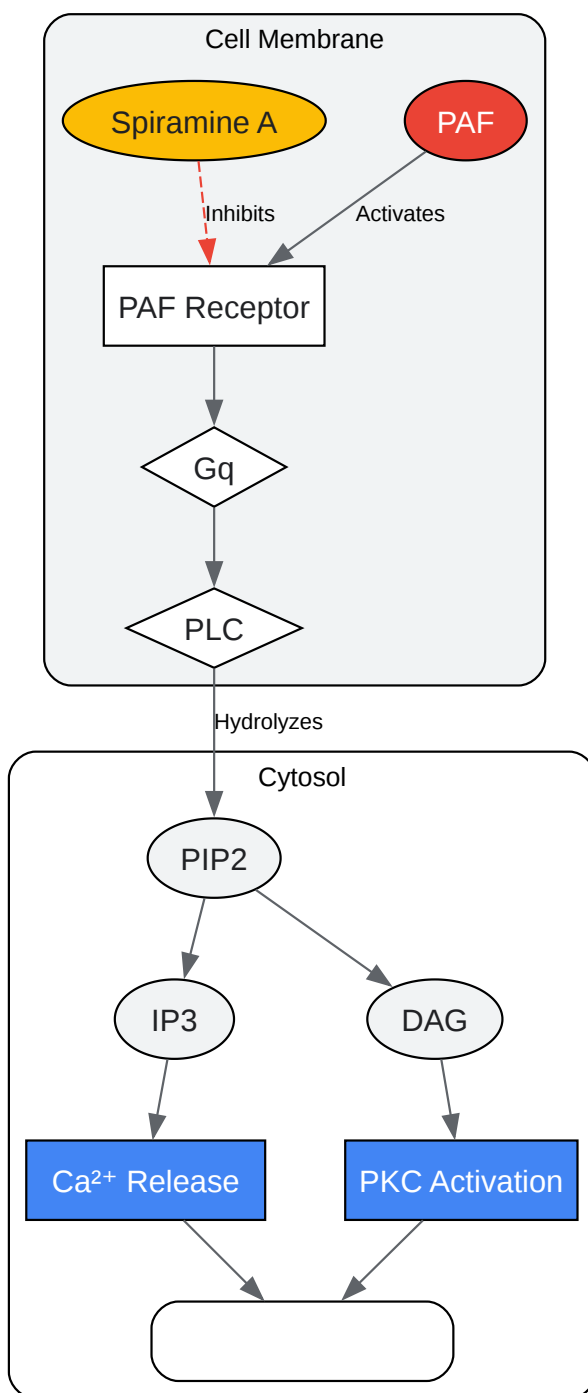 Cell Membrane
Spiramine A
PAF
Inhibits
Activates
PAF Receptor
Gq
PLC
Hydrolyzes
Cytosol
PIP2
IP3
DAG
Ca²⁺ Release
PKC Activation